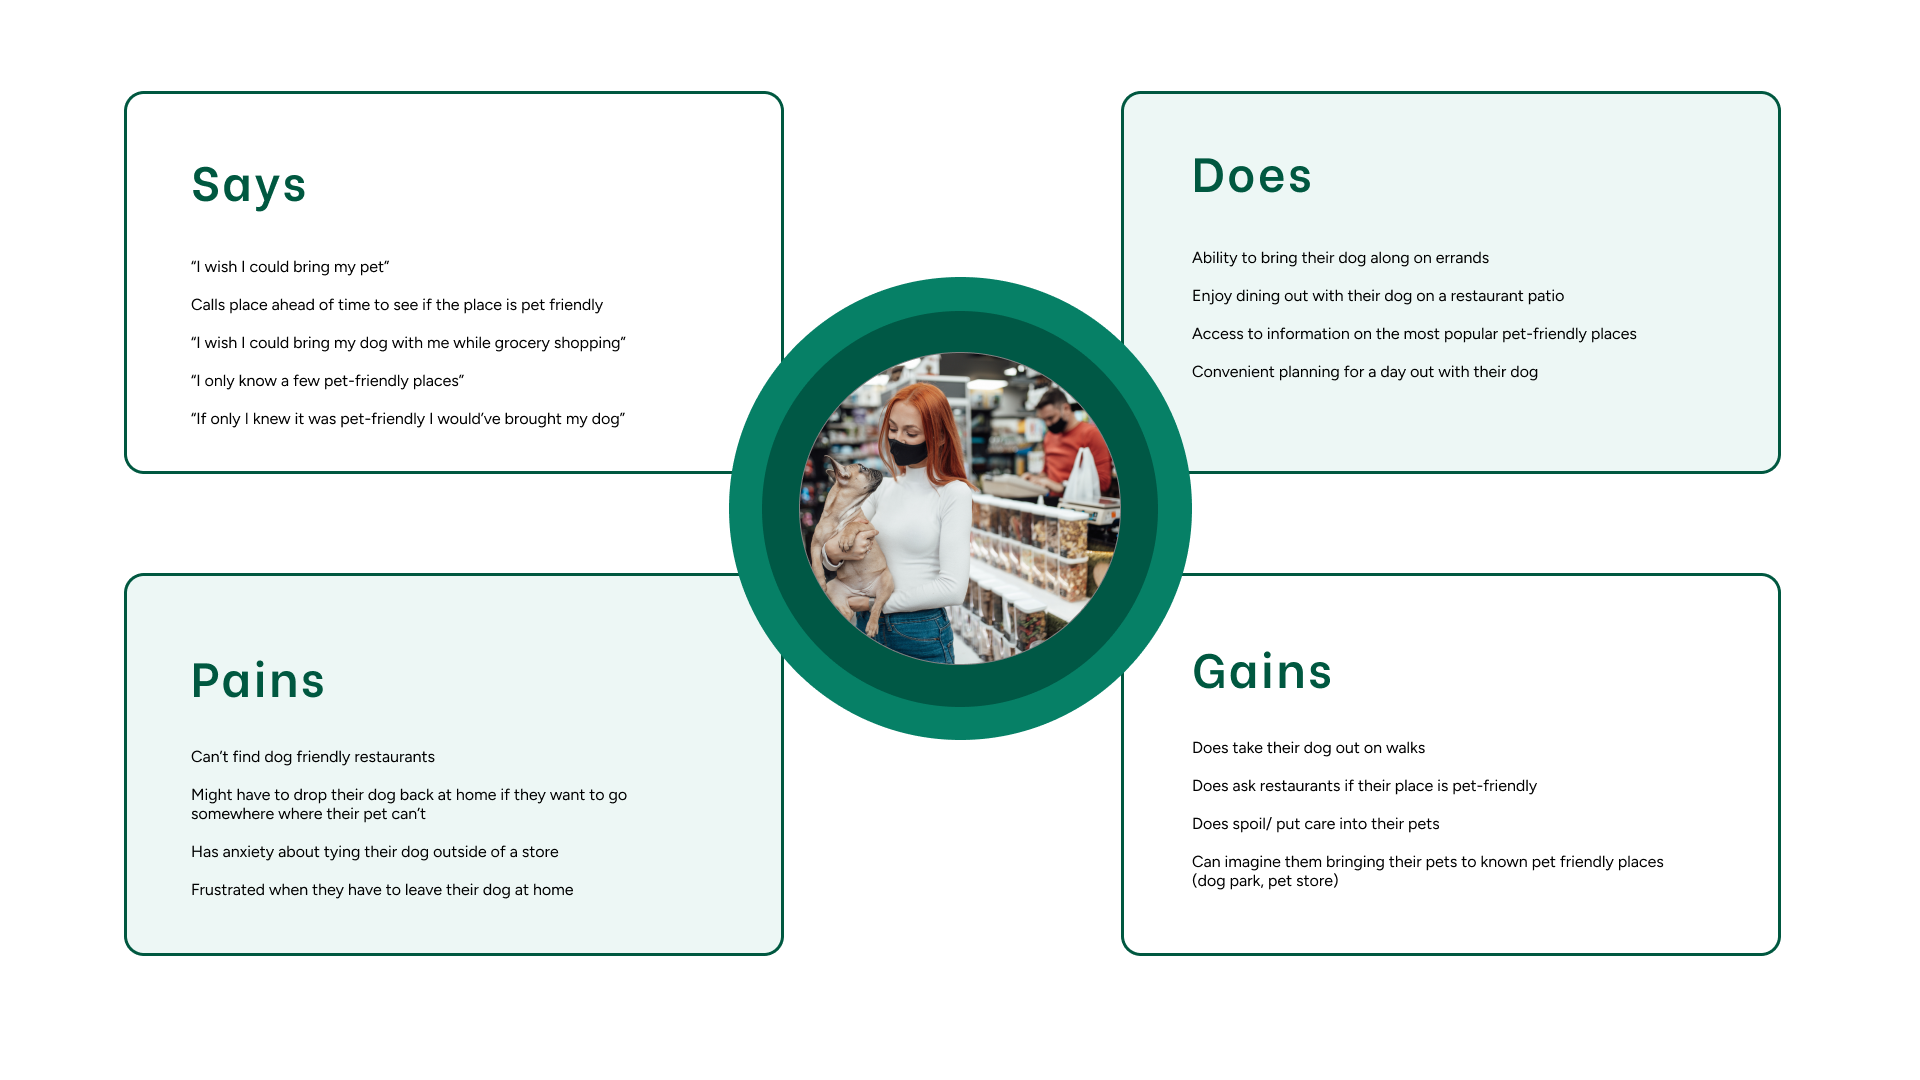 Says
“I wish I could bring my pet”
Calls place ahead of time to see if the place is pet friendly
“I wish I could bring my dog with me while grocery shopping”
“I only know a few pet-friendly places”
“If only I knew it was pet-friendly I would’ve brought my dog”
Does
Ability to bring their dog along on errands
Enjoy dining out with their dog on a restaurant patio
Access to information on the most popular pet-friendly places
Convenient planning for a day out with their dog
Pains
Can’t find dog friendly restaurants
Might have to drop their dog back at home if they want to go
somewhere where their pet can’t
Has anxiety about tying their dog outside of a store
Frustrated when they have to leave their dog at home
Gains
Does take their dog out on walks
Does ask restaurants if their place is pet-friendly
Does spoil/ put care into their pets
Can imagine them bringing their pets to known pet friendly places
(dog park, pet store)